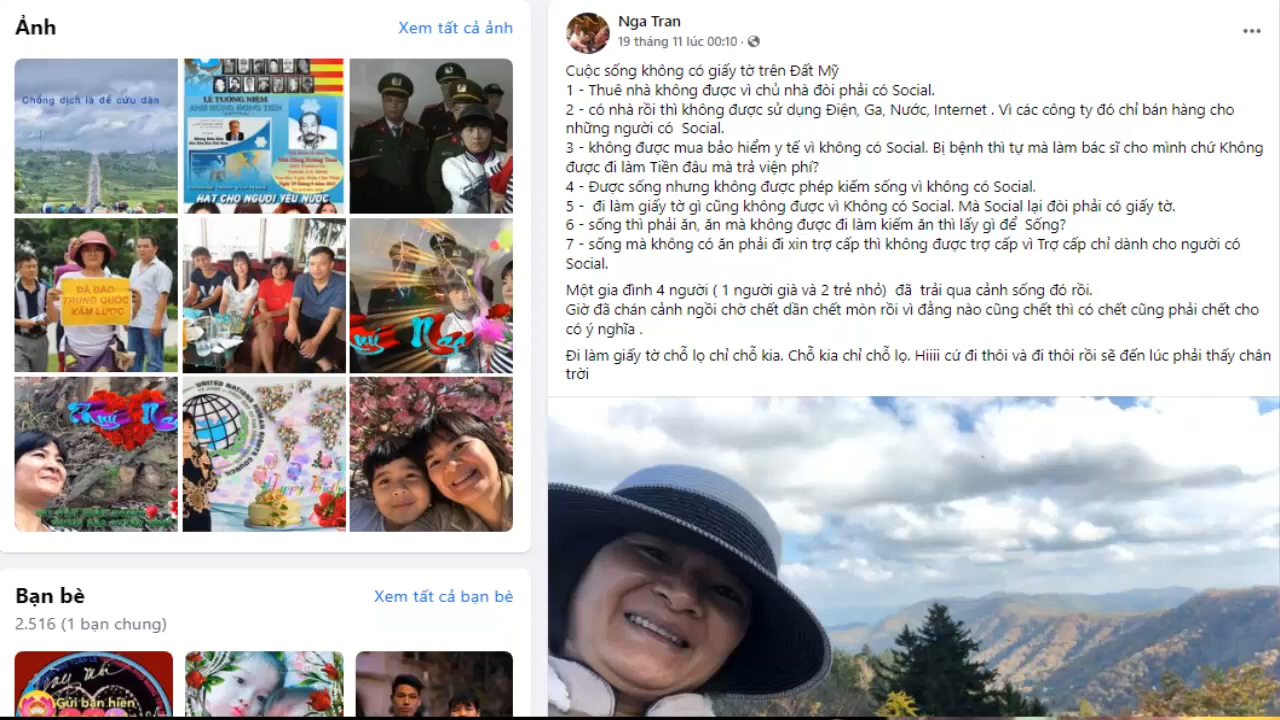 Ảnh
Xem tất cả ảnh
Chống dịch là để cứu dân
LỄ TƯỞNG NIỆM
HÁT CHO NGƯỜI YÊU NƯỚC
ĐẢ ĐẢO
TRUNG QUỐC
XÂM LƯỢC
UNITED NATIONS HUMAN RIGHTS COUNCIL
Bạn bè
Xem tất cả bạn bè
2.516 (1 bạn chung)
Gửi bạn hiền
Nga Tran
19 tháng 11 lúc 00:10 ·
Cuộc sống không có giấy tờ trên Đất Mỹ
1 - Thuê nhà không được vì chủ nhà đòi phải có Social.
2 - có nhà rồi thì không được sử dụng Điện, Ga, Nước, Internet . Vì các công ty đó chỉ bán hàng cho
những người có Social.
3 - không được mua bảo hiểm y tế vì không có Social. Bị bệnh thì tự mà làm bác sĩ cho mình chứ Không
được đi làm Tiền đâu mà trả viện phí?
4 - Được sống nhưng không được phép kiếm sống vì không có Social.
5 - đi làm giấy tờ gì cũng không được vì Không có Social. Mà Social lại đòi phải có giấy tờ.
6 - sống thì phải ăn, ăn mà không được đi làm kiếm ăn thì lấy gì để Sống?
7 - sống mà không có ăn phải đi xin trợ cấp thì không được trợ cấp vì Trợ cấp chỉ dành cho người có
Social.
Một gia đình 4 người ( 1 người già và 2 trẻ nhỏ) đã trải qua cảnh sống đó rồi.
Giờ đã chán cảnh ngồi chờ chết dần chết mòn rồi vì đằng nào cũng chết thì có chết cũng phải chết cho
có ý nghĩa .
Đi làm giấy tờ chỗ lọ chỉ chỗ kia. Chỗ kia chỉ chỗ lọ. Hiiii cứ đi thôi và đi thôi rồi sẽ đến lúc phải thấy chân
trời